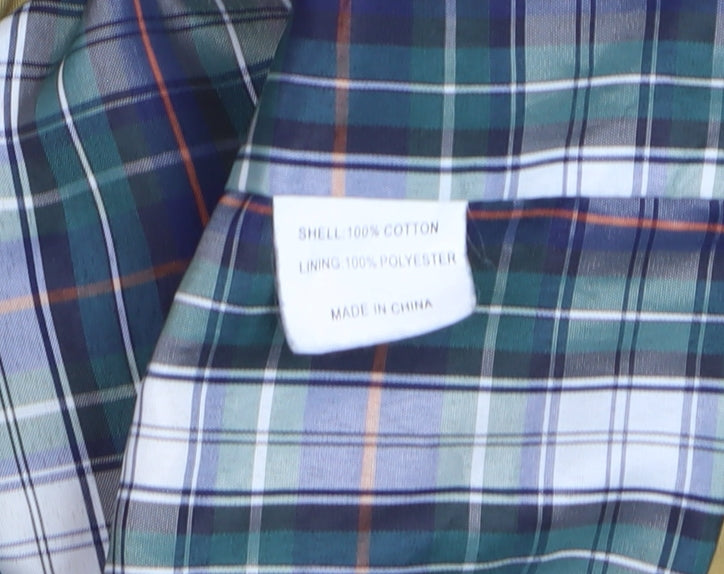 SHELL:100% COTTON
LINING:100% POLYESTER
MADE IN CHINA